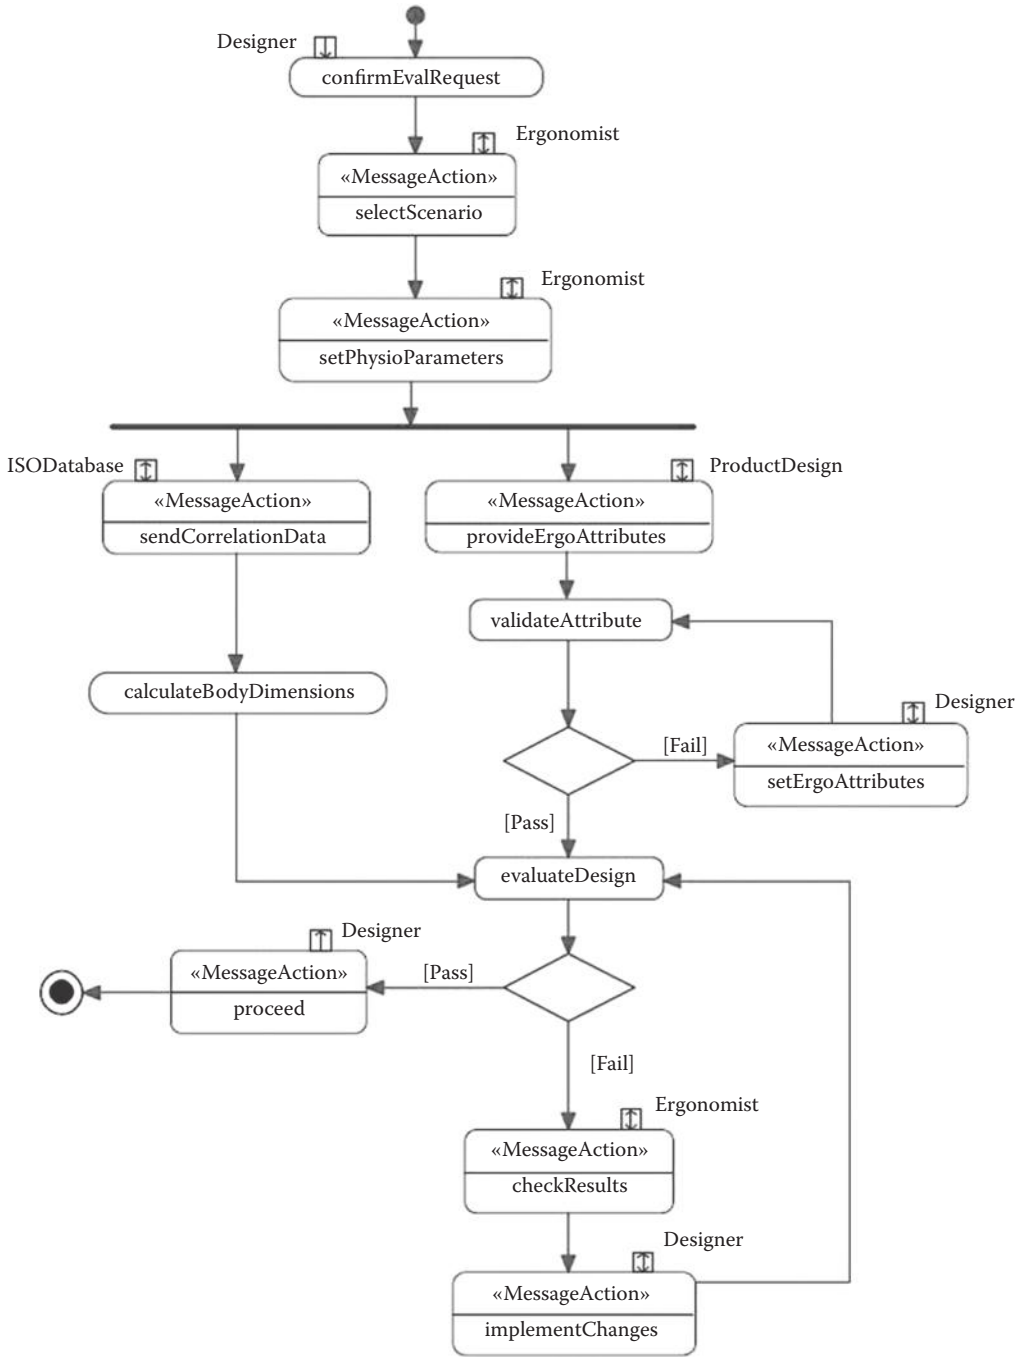 Designer
confirmEvalRequest
Ergonomist
«MessageAction»
selectScenario
Ergonomist
«MessageAction»
setPhysioParameters
ISODatabase
«MessageAction»
sendCorrelationData
ProductDesign
«MessageAction»
provideErgoAttributes
validateAttribute
calculateBodyDimensions
[Fail]
Designer
«MessageAction»
setErgoAttributes
[Pass]
evaluateDesign
Designer
«MessageAction»
proceed
[Pass]
[Fail]
Ergonomist
«MessageAction»
checkResults
Designer
«MessageAction»
implementChanges